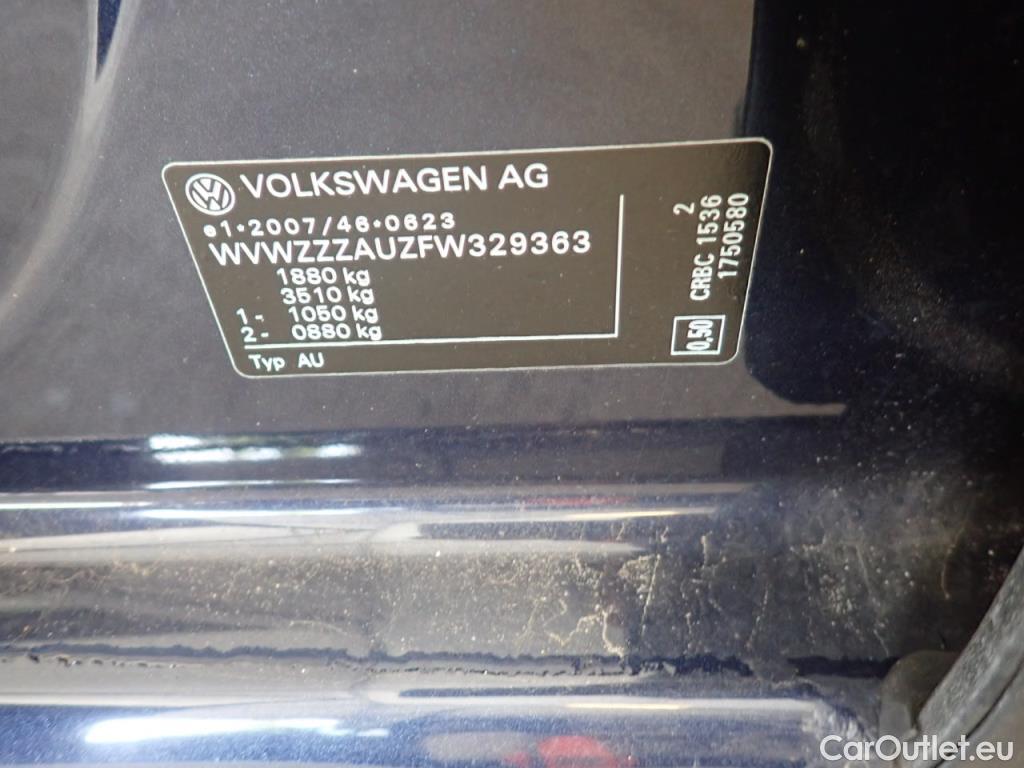 VOLKSWAGEN AG
e1*2007/46*0623
WVWZZZAUZFW329363
1880 kg
3510 kg
1- 1050 kg
2- 0880 kg
Typ AU
2
CRBC 1536
1750580
0,50
CarOutlet.eu